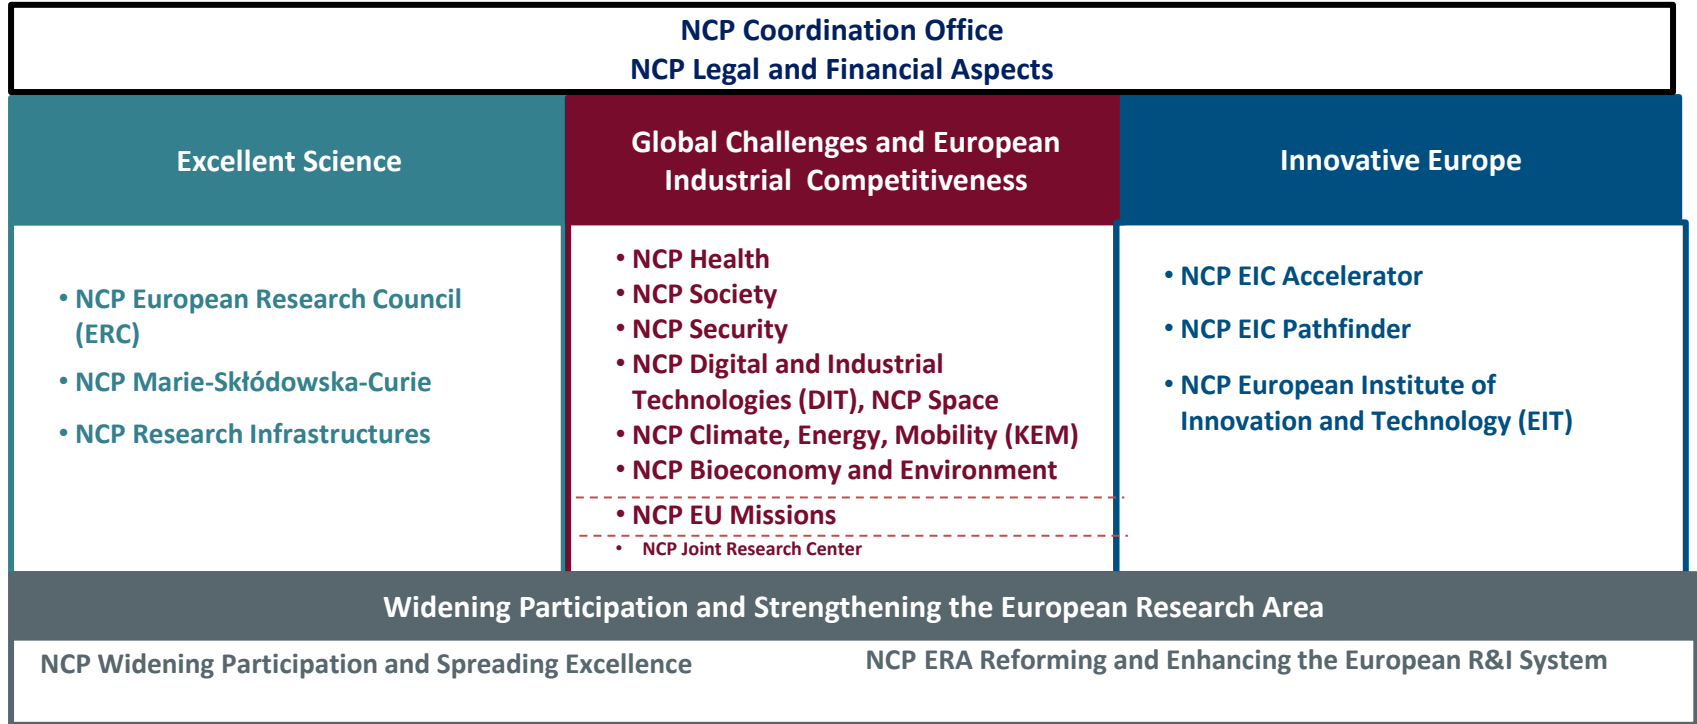 NCP Coordination Office
NCP Legal and Financial Aspects
Excellent Science
Global Challenges and European
Industrial Competitiveness
Innovative Europe
• NCP European Research Council
(ERC)
• NCP Marie-Skłódowska-Curie
• NCP Research Infrastructures
• NCP Health
• NCP Society
• NCP Security
• NCP Digital and Industrial
Technologies (DIT), NCP Space
• NCP Climate, Energy, Mobility (KEM)
• NCP Bioeconomy and Environment
• NCP EU Missions
• NCP Joint Research Center
• NCP EIC Accelerator
• NCP EIC Pathfinder
• NCP European Institute of
Innovation and Technology (EIT)
Widening Participation and Strengthening the European Research Area
NCP Widening Participation and Spreading Excellence
NCP ERA Reforming and Enhancing the European R&I System